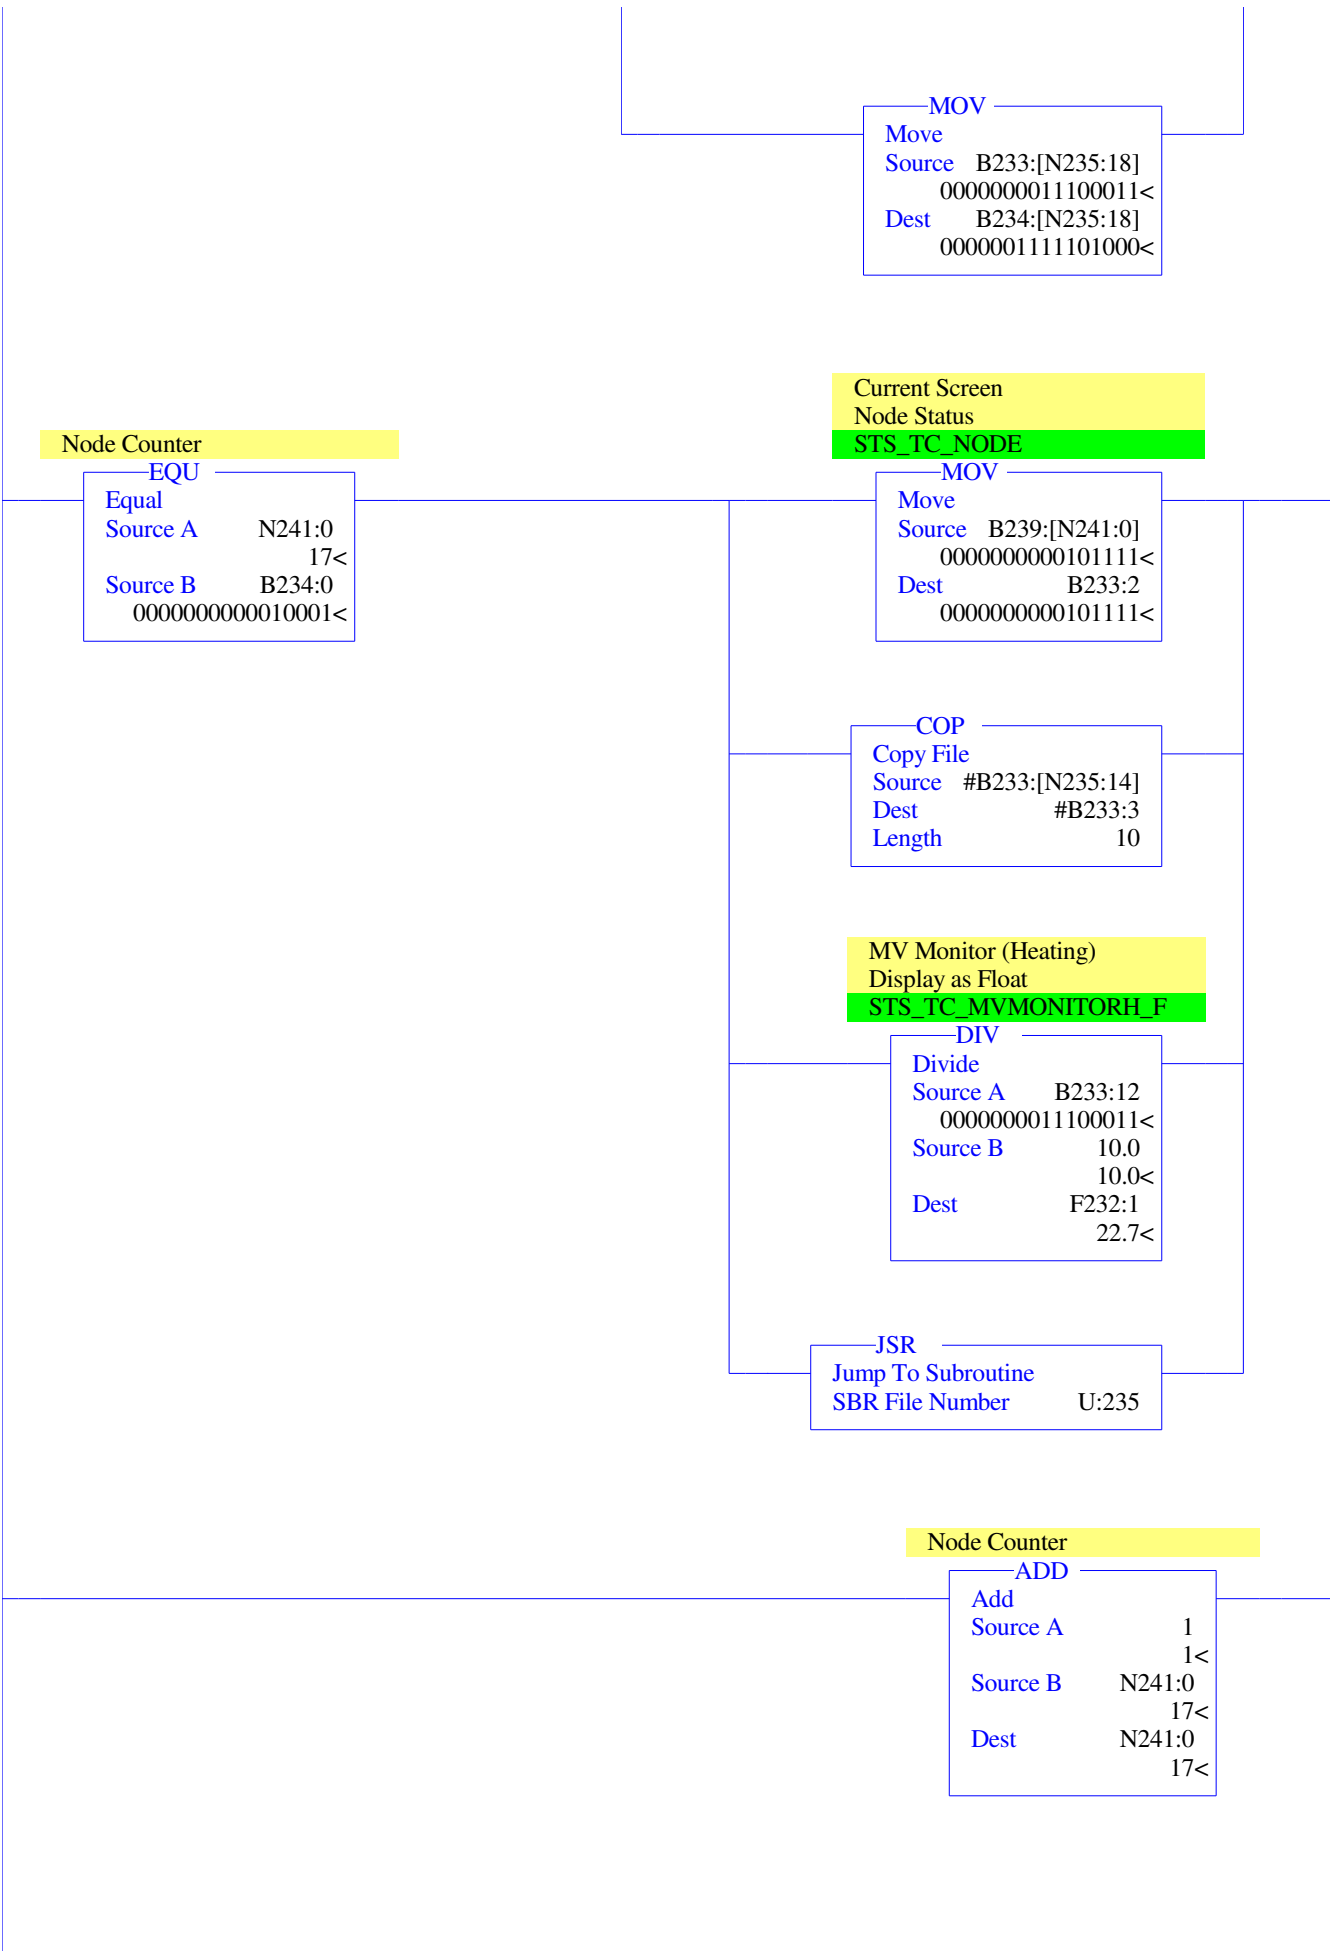 MOV
Move
Source B233:[N235:18]
0000000011100011<
Dest B234:[N235:18]
0000001111101000<
Current Screen
Node Status
STS_TC_NODE
Node Counter
EQU
Equal
Source A N241:0
17<
Source B B234:0
0000000000010001<
MOV
Move
Source B239:[N241:0]
0000000000101111<
Dest B233:2
0000000000101111<
COP
Copy File
Source #B233:[N235:14]
Dest #B233:3
Length 10
MV Monitor (Heating)
Display as Float
STS_TC_MVMONITORH_F
DIV
Divide
Source A B233:12
0000000011100011<
Source B 10.0
10.0<
Dest F232:1
22.7<
JSR
Jump To Subroutine
SBR File Number U:235
Node Counter
ADD
Add
Source A 1
1<
Source B N241:0
17<
Dest N241:0
17<